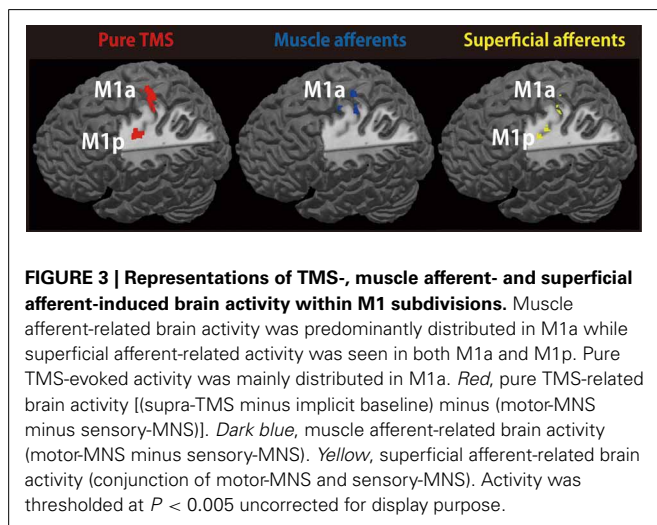 Pure TMS Muscle afferents Superficial afferents
M1a M1a M1a
M1p M1p
FIGURE 3 | Representations of TMS-, muscle afferent- and superficial
afferent-induced brain activity within M1 subdivisions. Muscle
afferent-related brain activity was predominantly distributed in M1a while
superficial afferent-related activity was seen in both M1a and M1p. Pure
TMS-evoked activity was mainly distributed in M1a. Red, pure TMS-related
brain activity [(supra-TMS minus implicit baseline) minus (motor-MNS
minus sensory-MNS)]. Dark blue, muscle afferent-related brain activity
(motor-MNS minus sensory-MNS). Yellow, superficial afferent-related brain
activity (conjunction of motor-MNS and sensory-MNS). Activity was
thresholded at P < 0.005 uncorrected for display purpose.